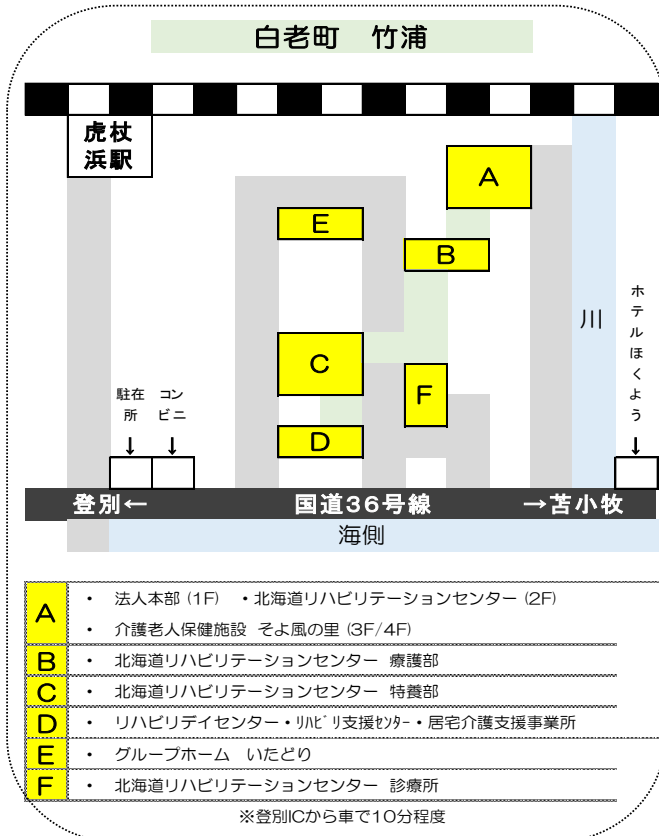 白老町　竹浦
虎杖
浜駅
A
E
B
川
ホテルほくよう
↓
C
F
駐在
所
↓
コン
ビニ
↓
D
登別←
国道36号線
→苫小牧
海側
A
・ 法人本部 (1F) ・北海道リハビリテーションセンター (2F)
・ 介護老人保健施設 そよ風の里 (3F/4F)
B ・ 北海道リハビリテーションセンター 療護部
C ・ 北海道リハビリテーションセンター 特養部
D ・ リハビリデイセンター・ﾘﾊﾋﾞﾘ支援ｾﾝﾀｰ・居宅介護支援事業所
E ・ グループホーム　いたどり
F ・ 北海道リハビリテーションセンター 診療所
※登別ICから車で10分程度